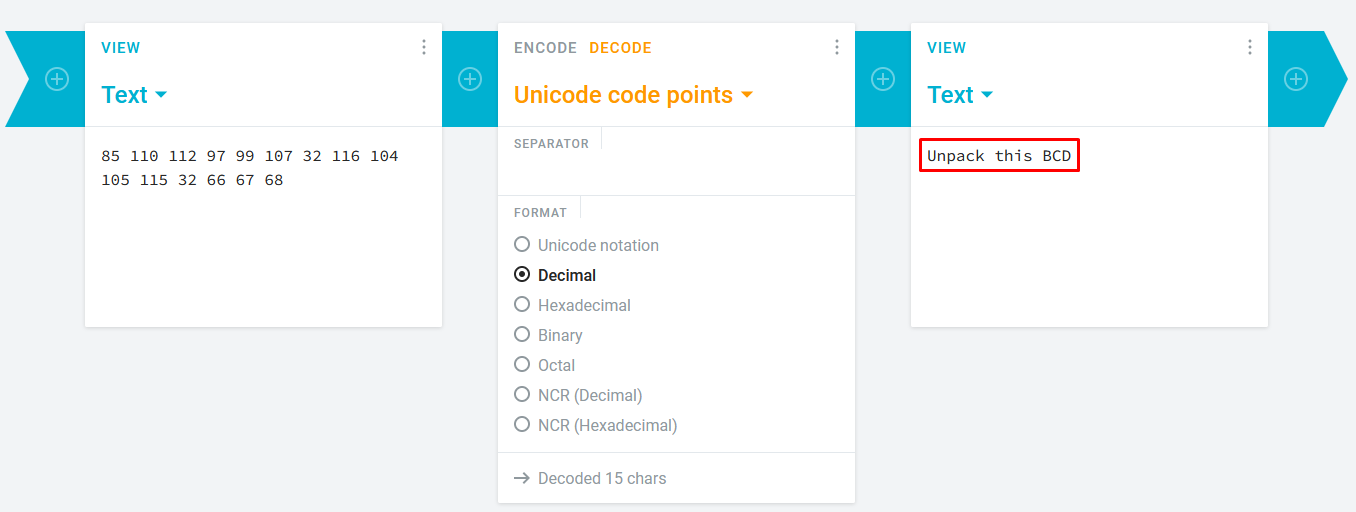 VIEW
Text
85 110 112 97 99 107 32 116 104
105 115 32 66 67 68
ENCODE DECODE
Unicode code points
SEPARATOR
FORMAT
Unicode notation
Decimal
Hexadecimal
Binary
Octal
NCR (Decimal)
NCR (Hexadecimal)
→ Decoded 15 chars
VIEW
Text
Unpack this BCD